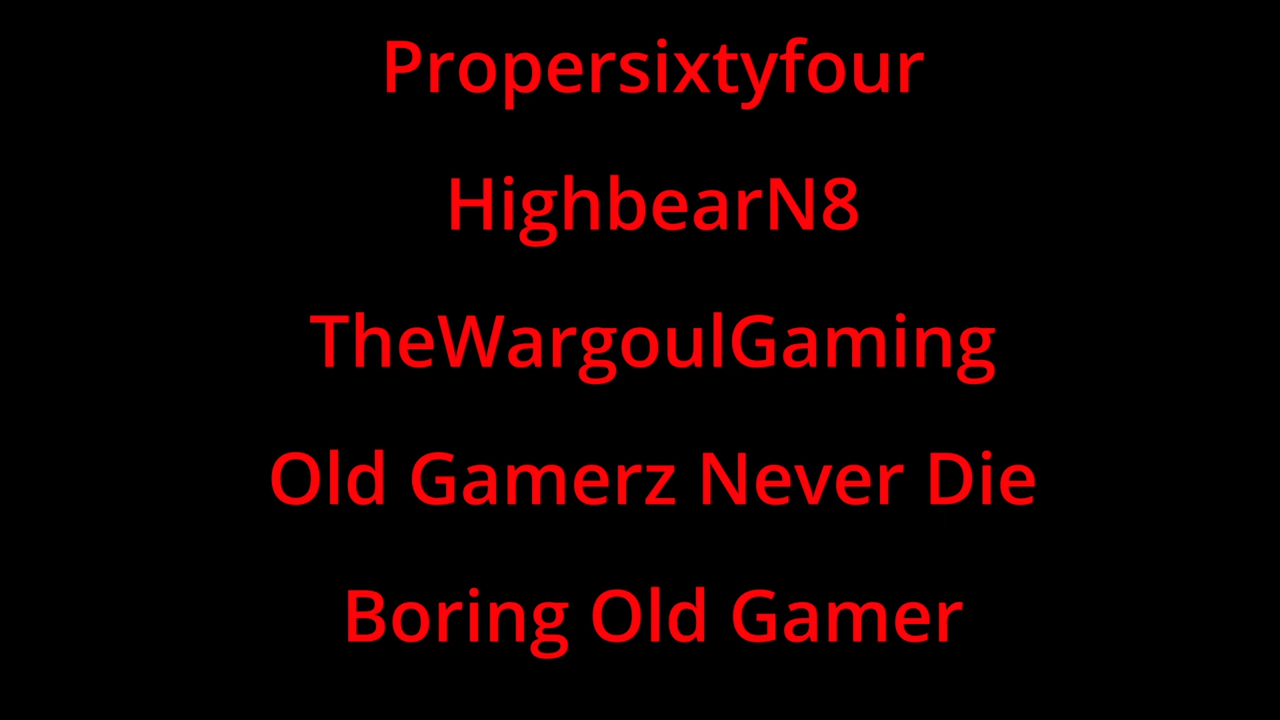 Propersixtyfour
HighbearN8
TheWargoulGaming
Old Gamerz Never Die
Boring Old Gamer